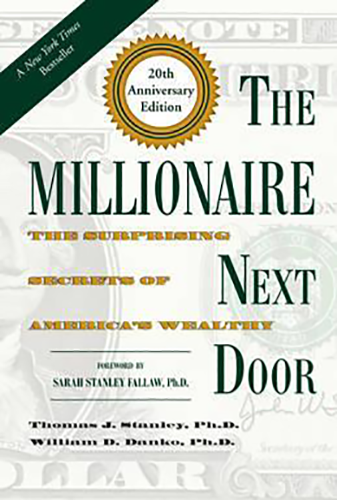 A New York Times
Bestseller
20th
Anniversary
Edition
THE
MILLIONAIRE
THE SURPRISING
SECRETS OF
NEXT
AMERICA'S WEALTHY
FOREWORD BY
SARAH STANLEY FALLAW, Ph.D.
DOOR
Thomas J. Stanley, Ph.D.
William D. Danko, Ph.D.
DOLLAR